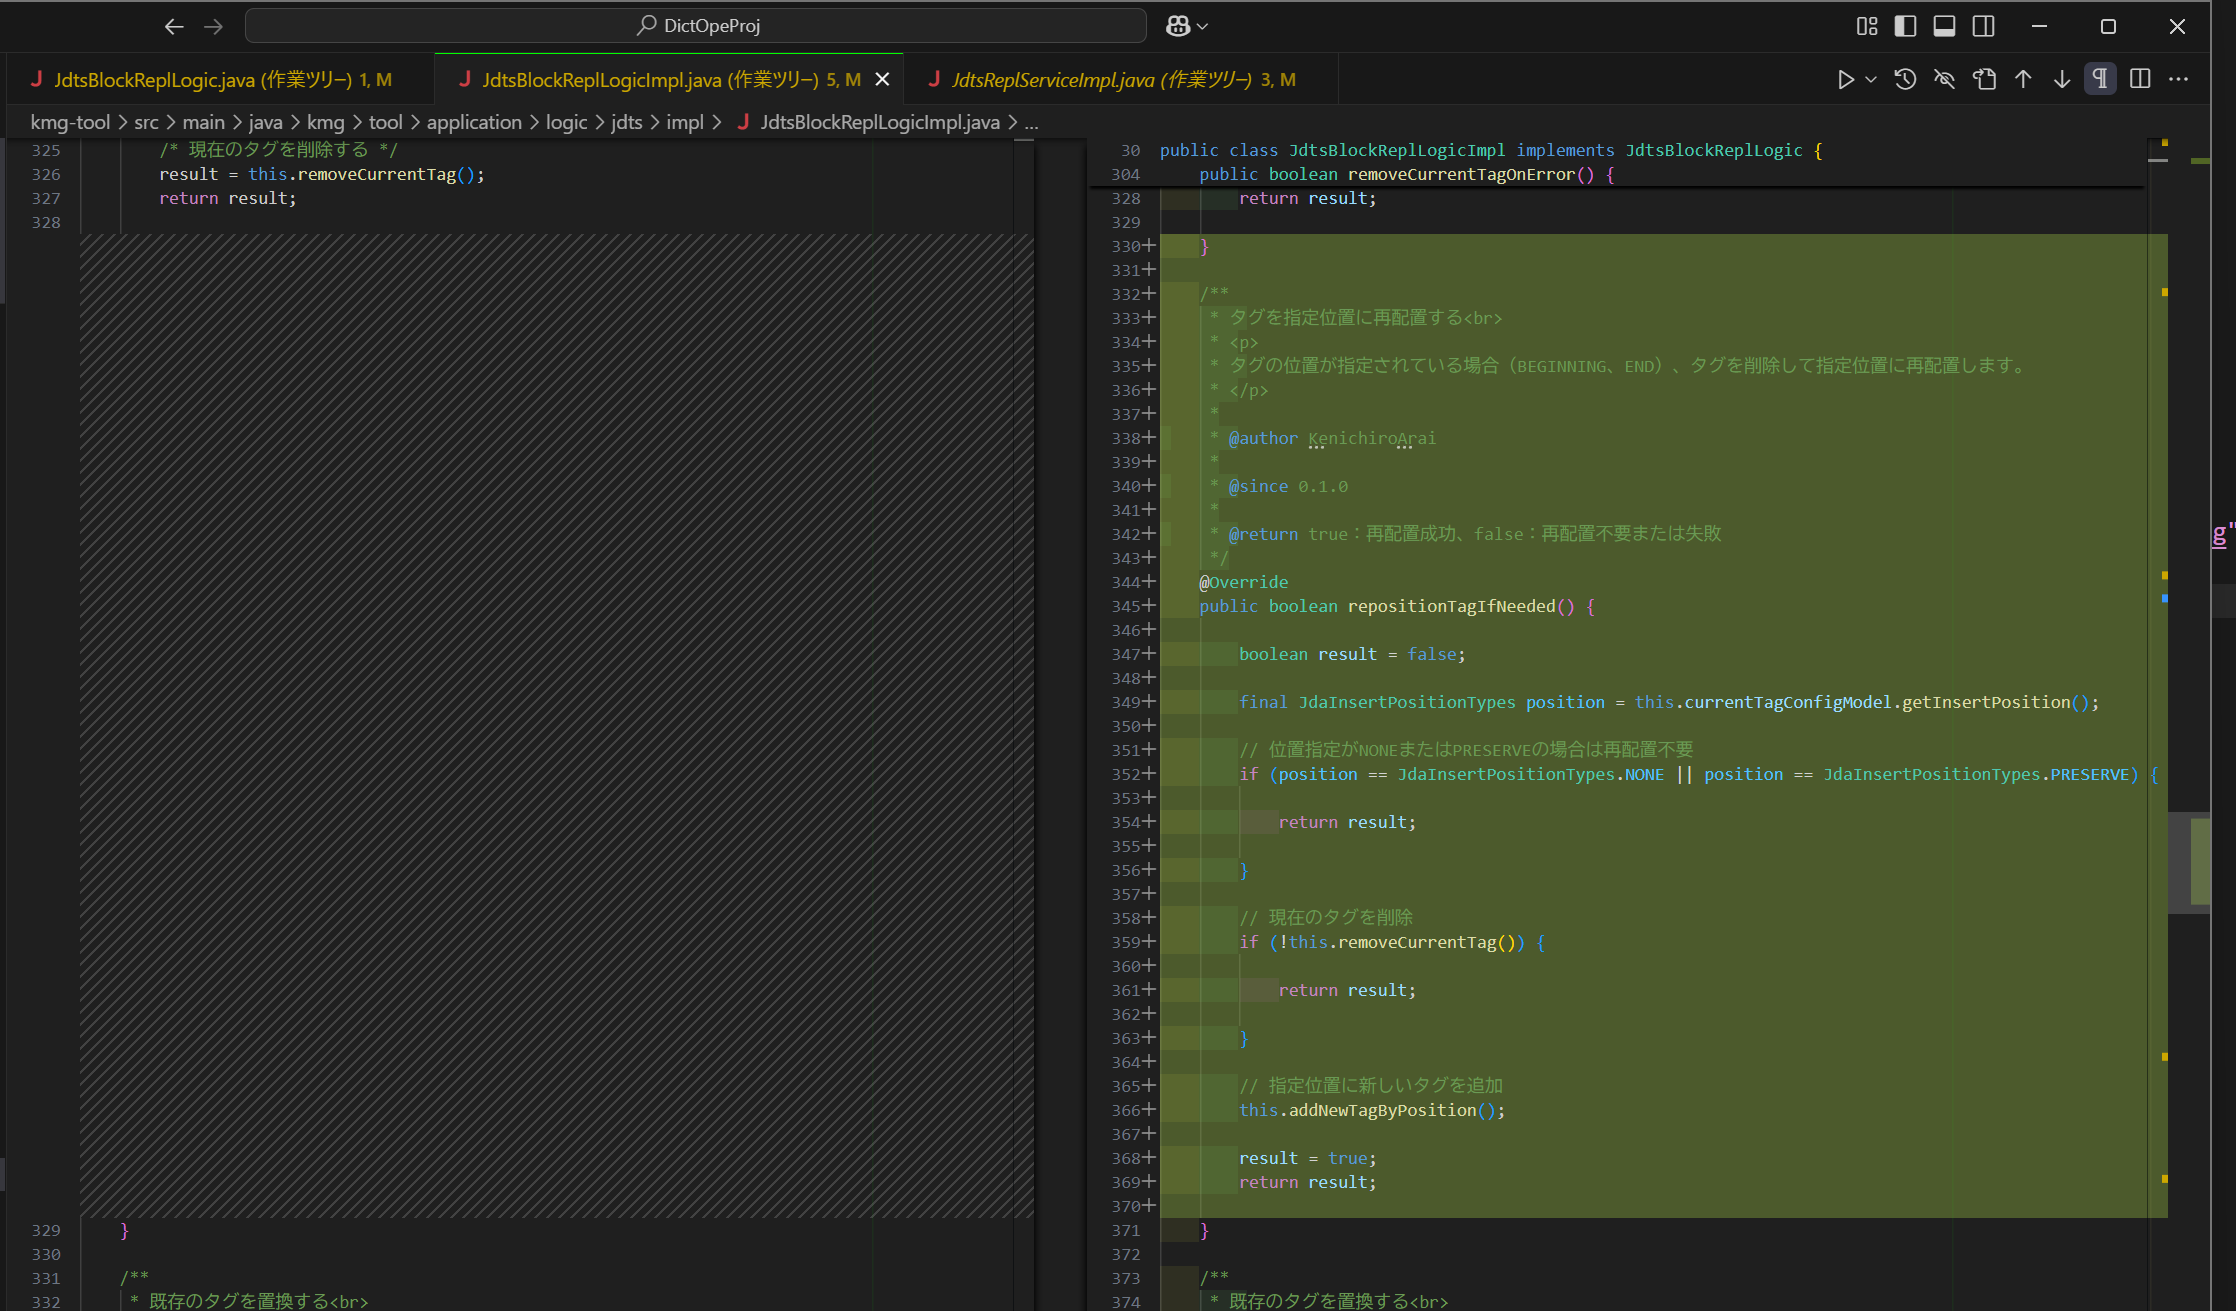 DictOpeProj
JdtsBlockReplLogic.java (作業ツリー) 1, M
JdtsBlockReplLogicImpl.java (作業ツリー) 5, M
JdtsReplServiceImpl.java (作業ツリー) 3, M
kmg-tool > src > main > java > kmg > tool > application > logic > jdts > impl > JdtsBlockReplLogicImpl.java > ...
325 /* 現在のタグを削除する */
326 result = this.removeCurrentTag();
327 return result;
328
329 }
330
331 /**
332 * 既存のタグを置換する<br>
30 public class JdtsBlockReplLogicImpl implements JdtsBlockReplLogic {
304 public boolean removeCurrentTagOnError() {
328 return result;
329
330+ }
331+
332+ /**
333+ * タグを指定位置に再配置する<br>
334+ * <p>
335+ * タグの位置が指定されている場合（BEGINNING、END）、タグを削除して指定位置に再配置します。
336+ * </p>
337+ *
338+ * @author KenichiroArai
339+ *
340+ * @since 0.1.0
341+ *
342+ * @return true：再配置成功、false：再配置不要または失敗
343+ */
344+ @Override
345+ public boolean repositionTagIfNeeded() {
346+
347+ boolean result = false;
348+
349+ final JdaInsertPositionTypes position = this.currentTagConfigModel.getInsertPosition();
350+
351+ // 位置指定がNONEまたはPRESERVEの場合は再配置不要
352+ if (position == JdaInsertPositionTypes.NONE || position == JdaInsertPositionTypes.PRESERVE) {
353+
354+ return result;
355+
356+ }
357+
358+ // 現在のタグを削除
359+ if (!this.removeCurrentTag()) {
360+
361+ return result;
362+
363+ }
364+
365+ // 指定位置に新しいタグを追加
366+ this.addNewTagByPosition();
367+
368+ result = true;
369+ return result;
370+
371 }
372
373 /**
374 * 既存のタグを置換する<br>
g"